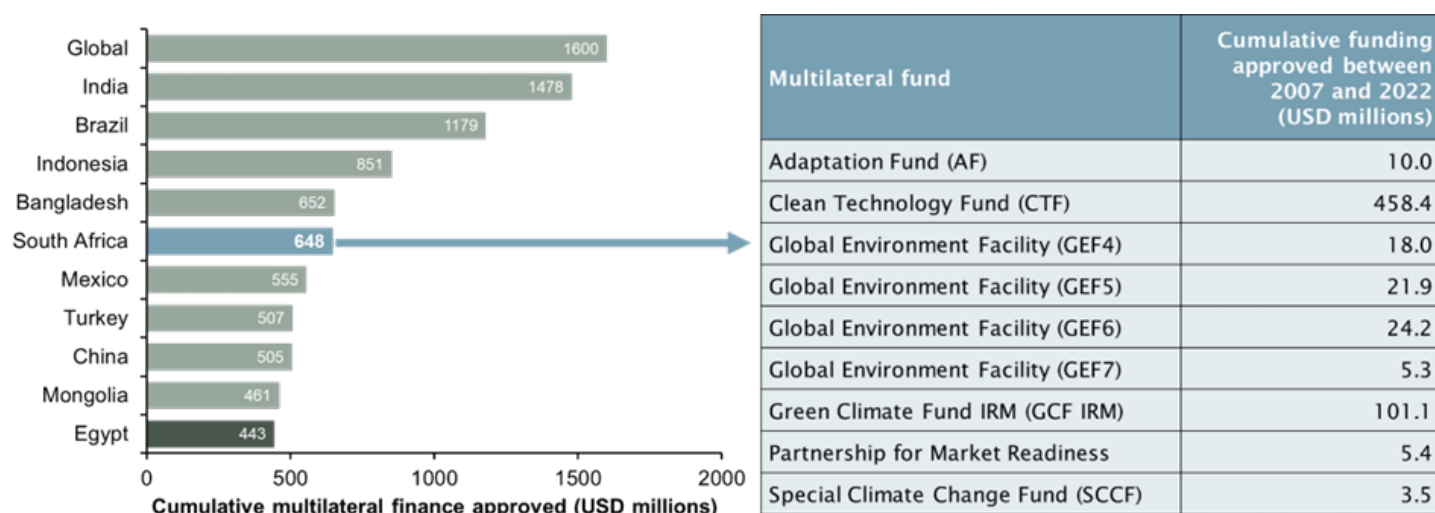 Global 1600
India 1478
Brazil 1179
Indonesia 851
Bangladesh 652
South Africa 648
Mexico 555
Turkey 507
China 505
Mongolia 461
Egypt 443
0 500 1000 1500 2000
Cumulative multilateral finance approved (USD millions)
Multilateral fund
Cumulative funding
approved between
2007 and 2022
(USD millions)
Adaptation Fund (AF) 10.0
Clean Technology Fund (CTF) 458.4
Global Environment Facility (GEF4) 18.0
Global Environment Facility (GEF5) 21.9
Global Environment Facility (GEF6) 24.2
Global Environment Facility (GEF7) 5.3
Green Climate Fund IRM (GCF IRM) 101.1
Partnership for Market Readiness 5.4
Special Climate Change Fund (SCCF) 3.5